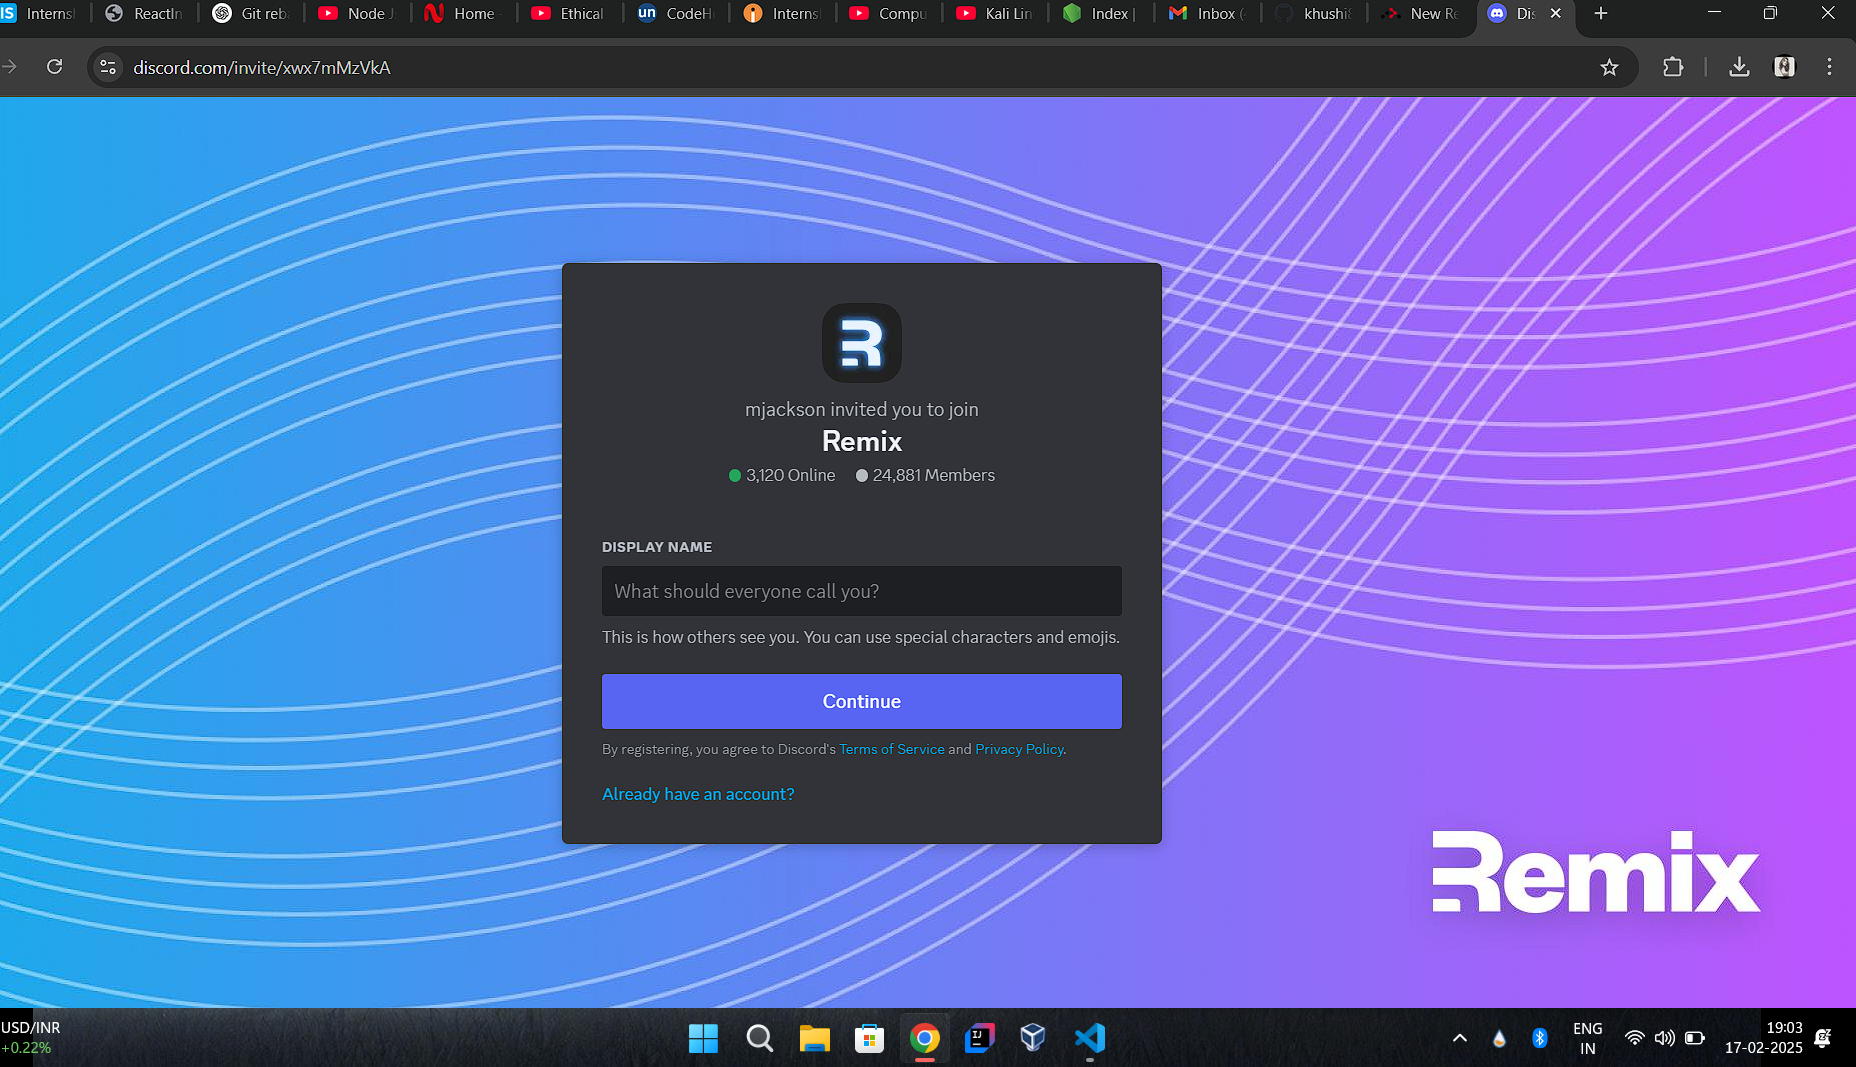 Interns
ReactIn
Git reb
Node J
Home
Ethical
CodeH
Interns
Compu
Kali Lin
Index |
Inbox (
khushi
New Re
Dis
discord.com/invite/xwx7mMzVkA
mjackson invited you to join
Remix
3,120 Online
24,881 Members
DISPLAY NAME
What should everyone call you?
This is how others see you. You can use special characters and emojis.
Continue
By registering, you agree to Discord's Terms of Service and Privacy Policy.
Already have an account?
Remix
USD/INR
+0.22%
ENG
IN
19:03
17-02-2025